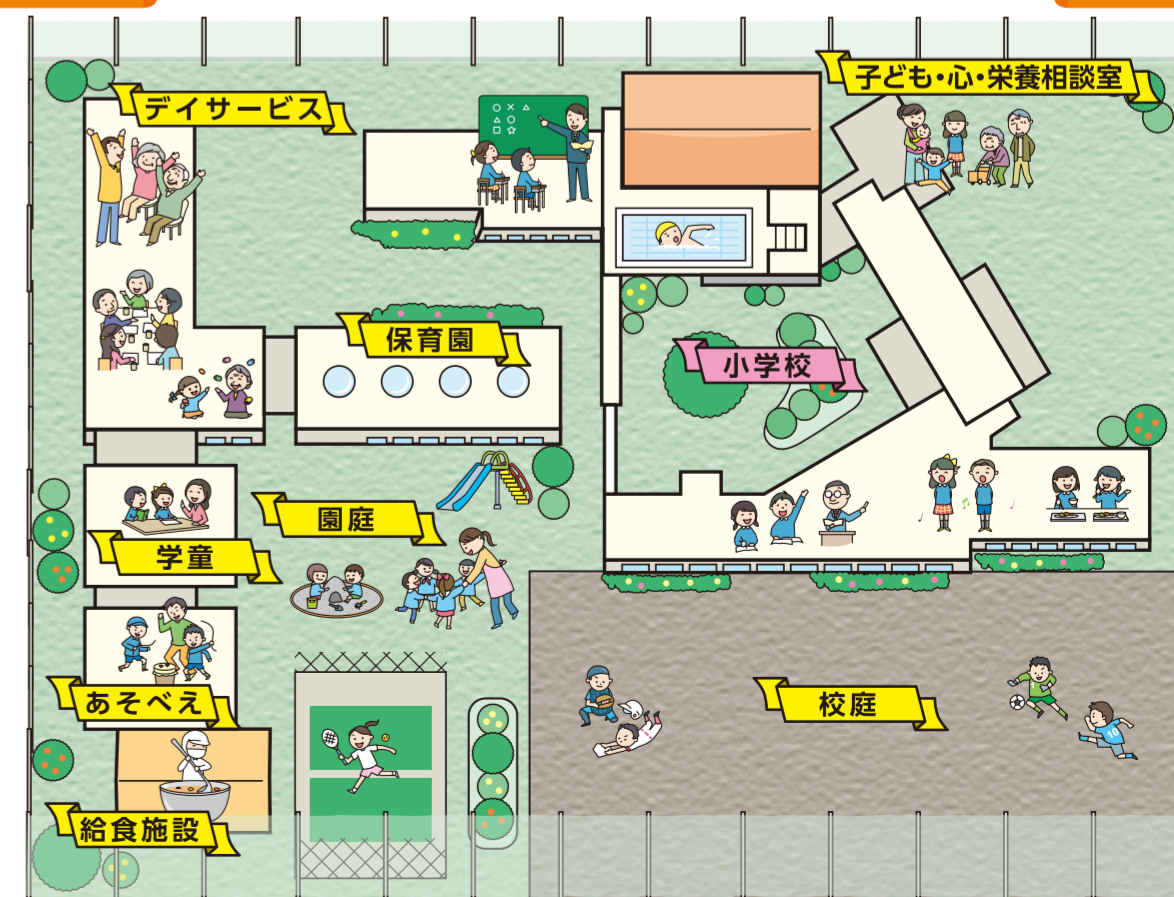 子ども・心・栄養相談室
デイサービス
保育園
小学校
園庭
学童
あそべえ
校庭
10
給食施設